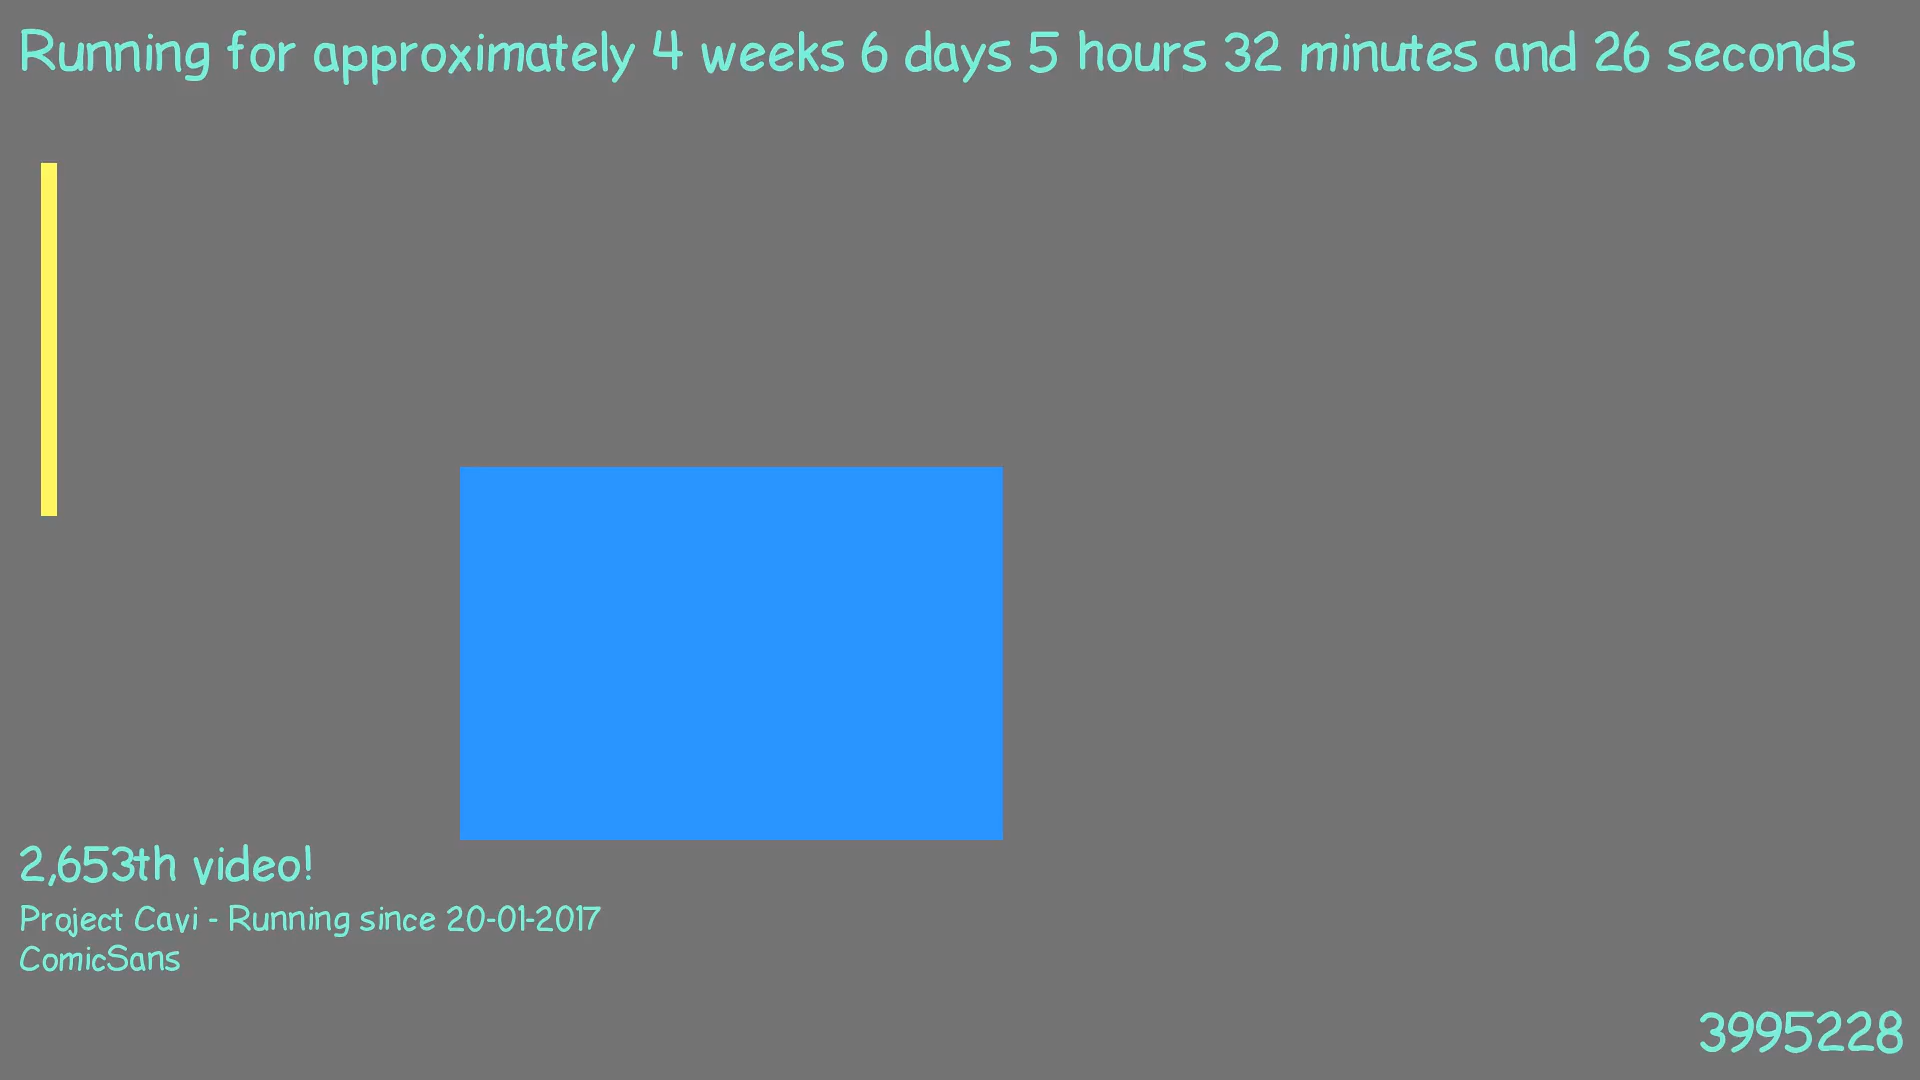 Running for approximately 4 weeks 6 days 5 hours 32 minutes and 26 seconds
2,653th video!
Project Cavi - Running since 20-01-2017
ComicSans
3995228